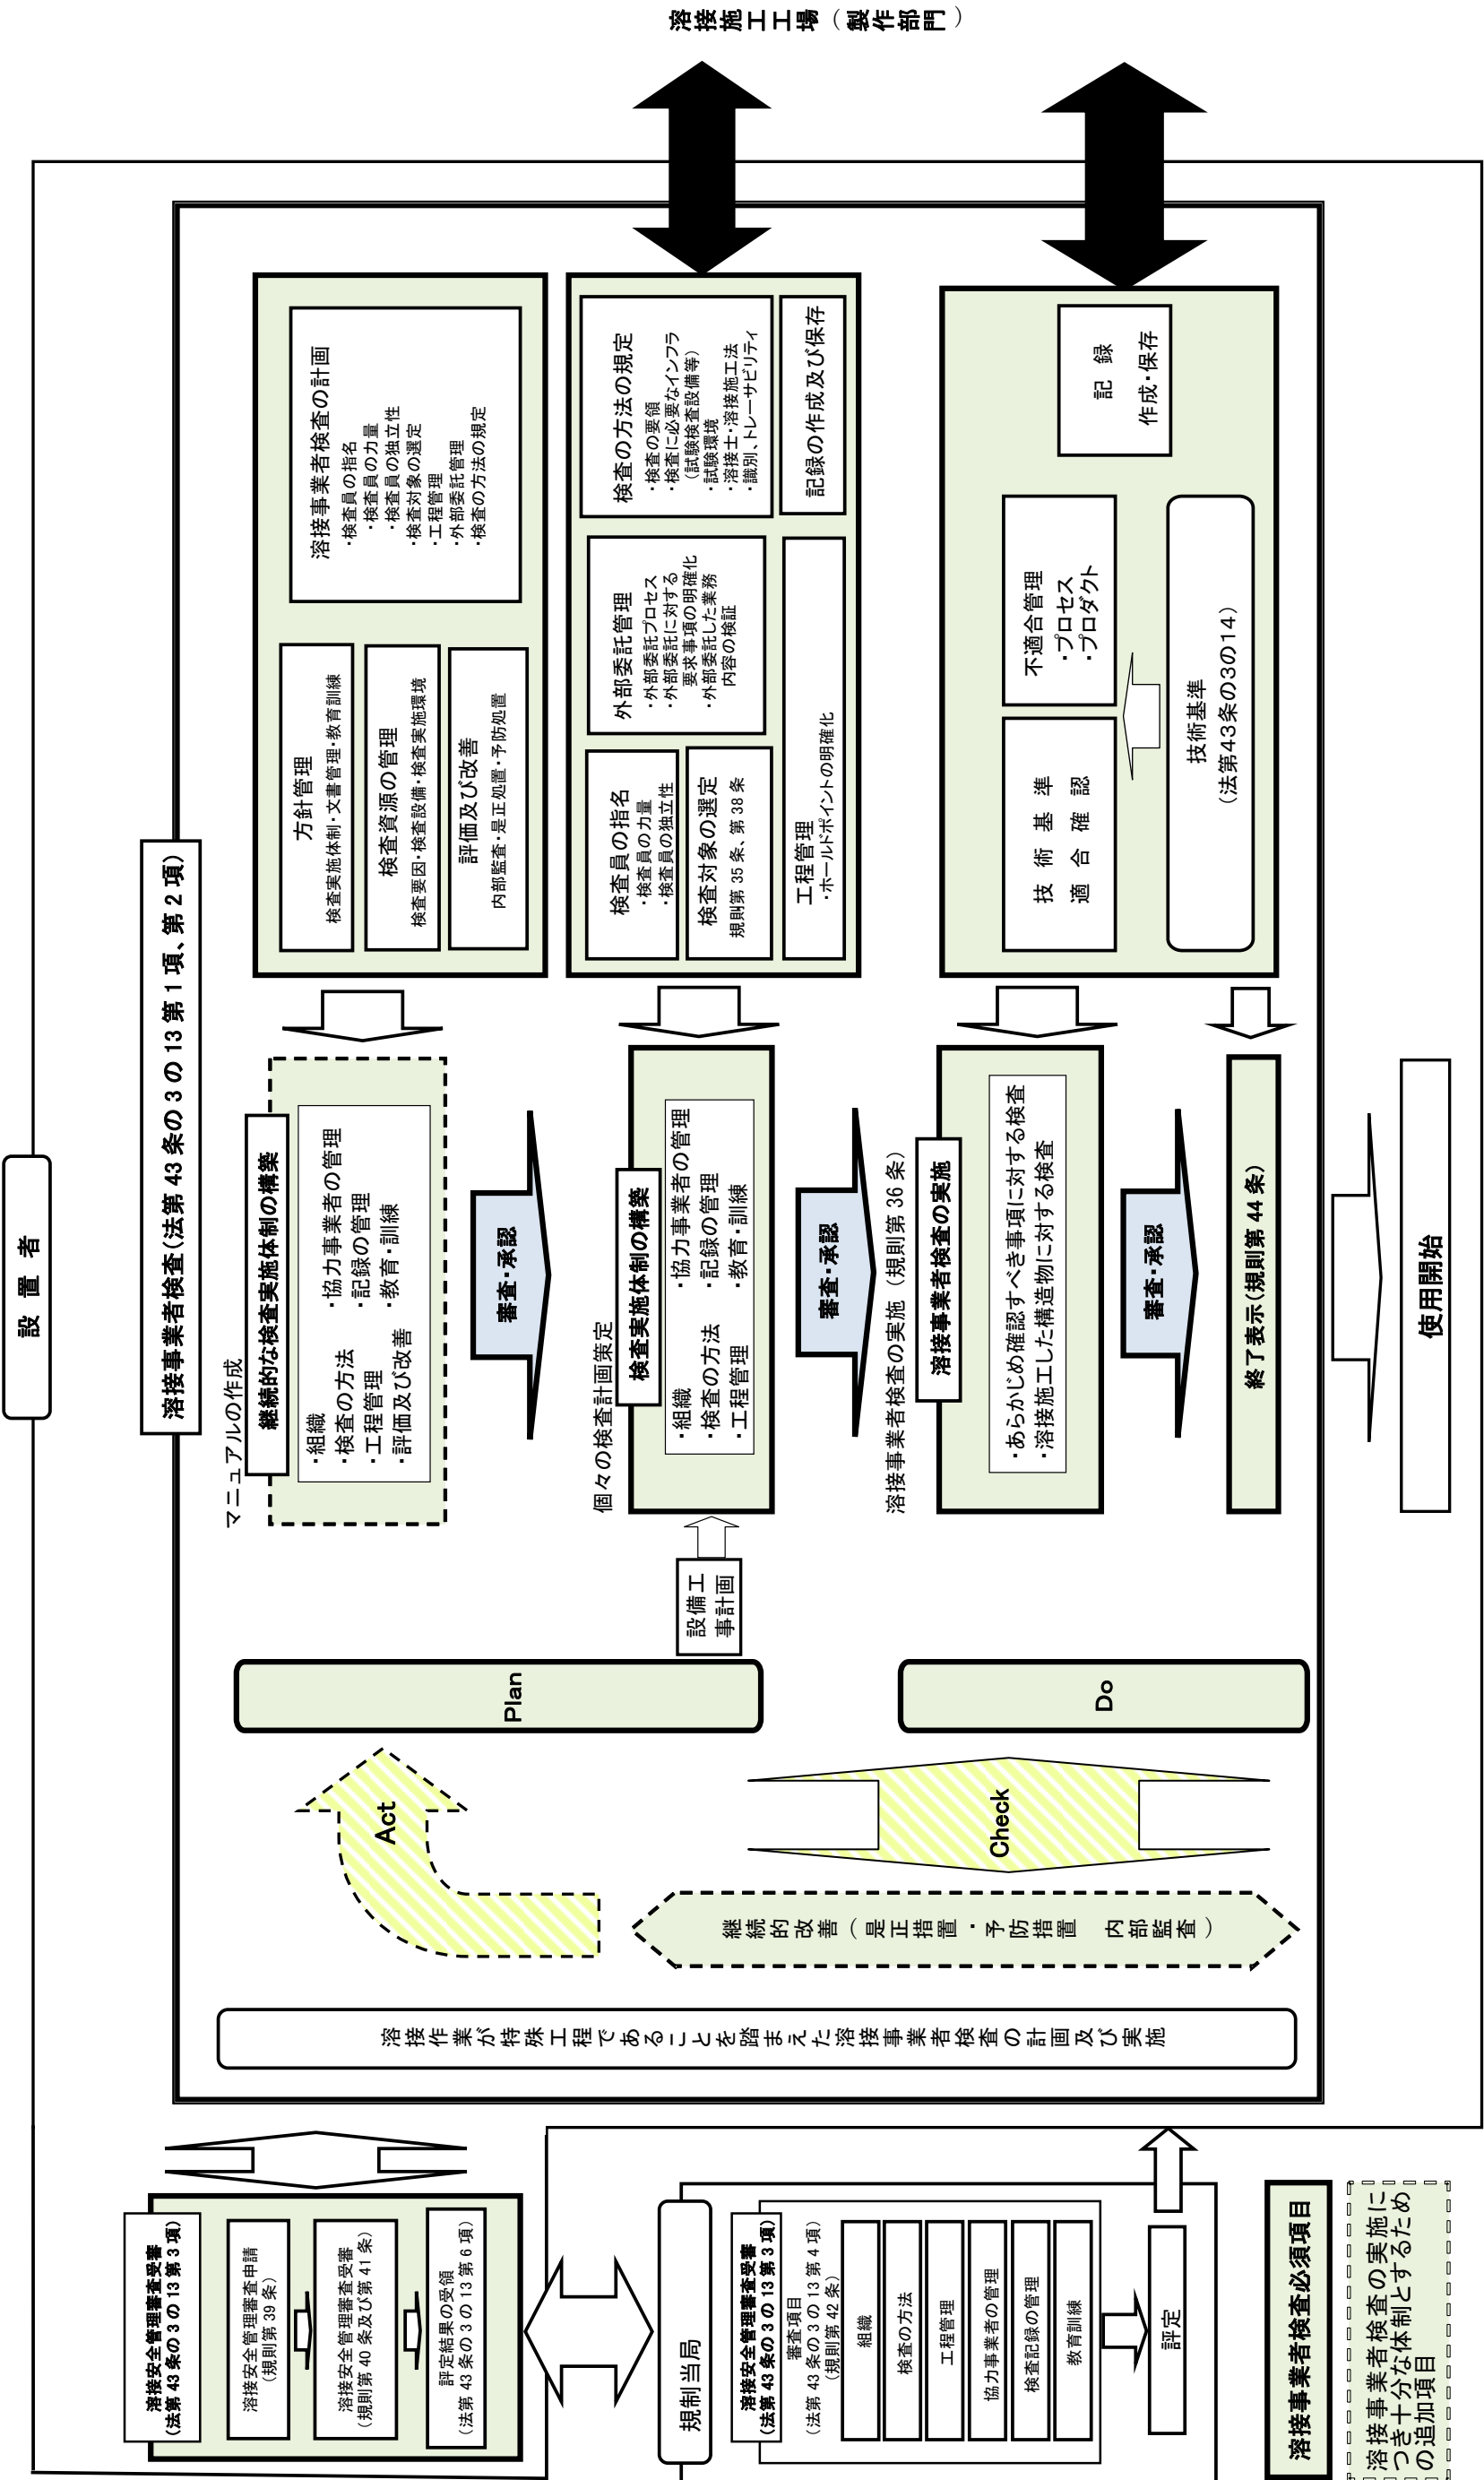 設　置　者
溶接安全管理審査受審
（法第 43 条の 3 の 13 第 3 項）
溶接安全管理審査申請
（規則第 39 条）
溶接安全管理審査受審
（規則第 40 条及び第 41 条）
評定結果の受領
（法第 43 条の 3 の 13 第 6 項）
規制当局
溶接安全管理審査受審
（法第 43 条の 3 の 13 第 3 項）
審査項目
（法第 43 条の 3 の 13 第 4 項）
（規則第 42 条）
組織
検査の方法
工程管理
協力事業者の管理
検査記録の管理
教育訓練
評定
溶接事業者検査必須項目
溶接事業者検査の実施に
つき十分な体制とするため
の追加項目
溶接事業者検査（法第 43 条の 3 の 13 第 1 項、第 2 項）
溶接作業が特殊工程であることを踏まえた溶接事業者検査の計画及び実施
継続的改善（是正措置・予防措置　内部監査）
Act
Check
Plan
Do
マニュアルの作成
継続的な検査実施体制の構築
・組織
・検査の方法
・工程管理
・評価及び改善
・協力事業者の管理
・記録の管理
・教育・訓練
審査・承認
設備工
事計画
個々の検査計画策定
検査実施体制の構築
・組織
・検査の方法
・工程管理
・協力事業者の管理
・記録の管理
・教育・訓練
審査・承認
溶接事業者検査の実施（規則第 36 条）
溶接事業者検査の実施
・あらかじめ確認すべき事項に対する検査
・溶接施工した構造物に対する検査
審査・承認
終了表示（規則第 44 条）
使用開始
方針管理
検査実施体制・文書管理・教育訓練
検査資源の管理
検査要因・検査設備・検査実施環境
評価及び改善
内部監査・是正処置・予防処置
溶接事業者検査の計画
・検査員の指名
・検査員の力量
・検査員の独立性
・検査対象の選定
・工程管理
・外部委託管理
・検査の方法の規定
検査員の指名
・検査員の力量
・検査員の独立性
検査対象の選定
規則第 35 条、第 38 条
外部委託管理
・外部委託プロセス
・外部委託に対する
要求事項の明確化
・外部委託した業務
内容の検証
検査の方法の規定
・検査の要領
・検査に必要なインフラ
（試験検査設備等）
・試験環境
・溶接士・溶接施工法
・識別、トレーサビリティ
工程管理
・ホールドポイントの明確化
記録の作成及び保存
技　術　基　準
適　合　確　認
不適合管理
・プロセス
・プロダクト
記　録
作成・保存
技術基準
（法第43条の3の14）
溶接施工工場（製作部門）